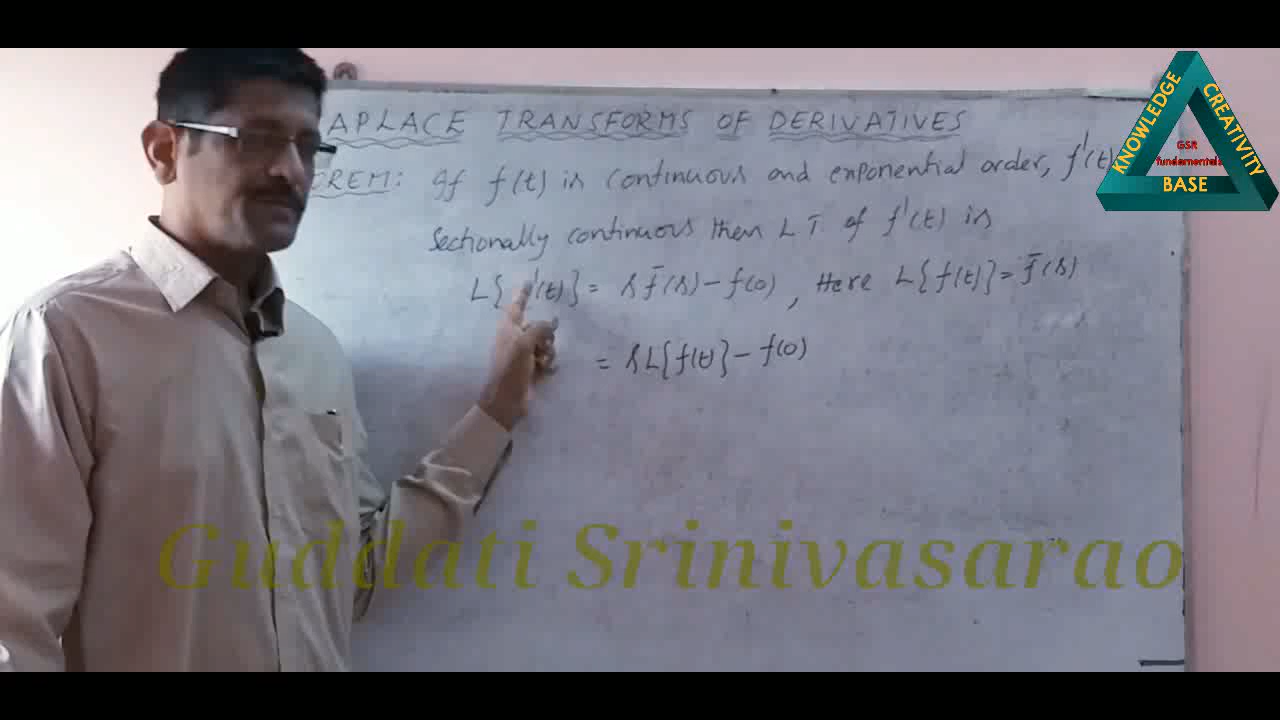 APLACE TRANSFORMS OF DERIVATIVES
OREM: If f(t) is continuous and exponential order, f'(t)
Sectionally continuous then L T. of f'(t) is
L{f'(t)} = s f̄(s) - f(0), Here L{f(t)} = f̄(s)
= s L{f(t)} - f(0)
KNOWLEDGE
CREATIVITY
BASE
GSR
fundamentals
Guddati Srinivasarao